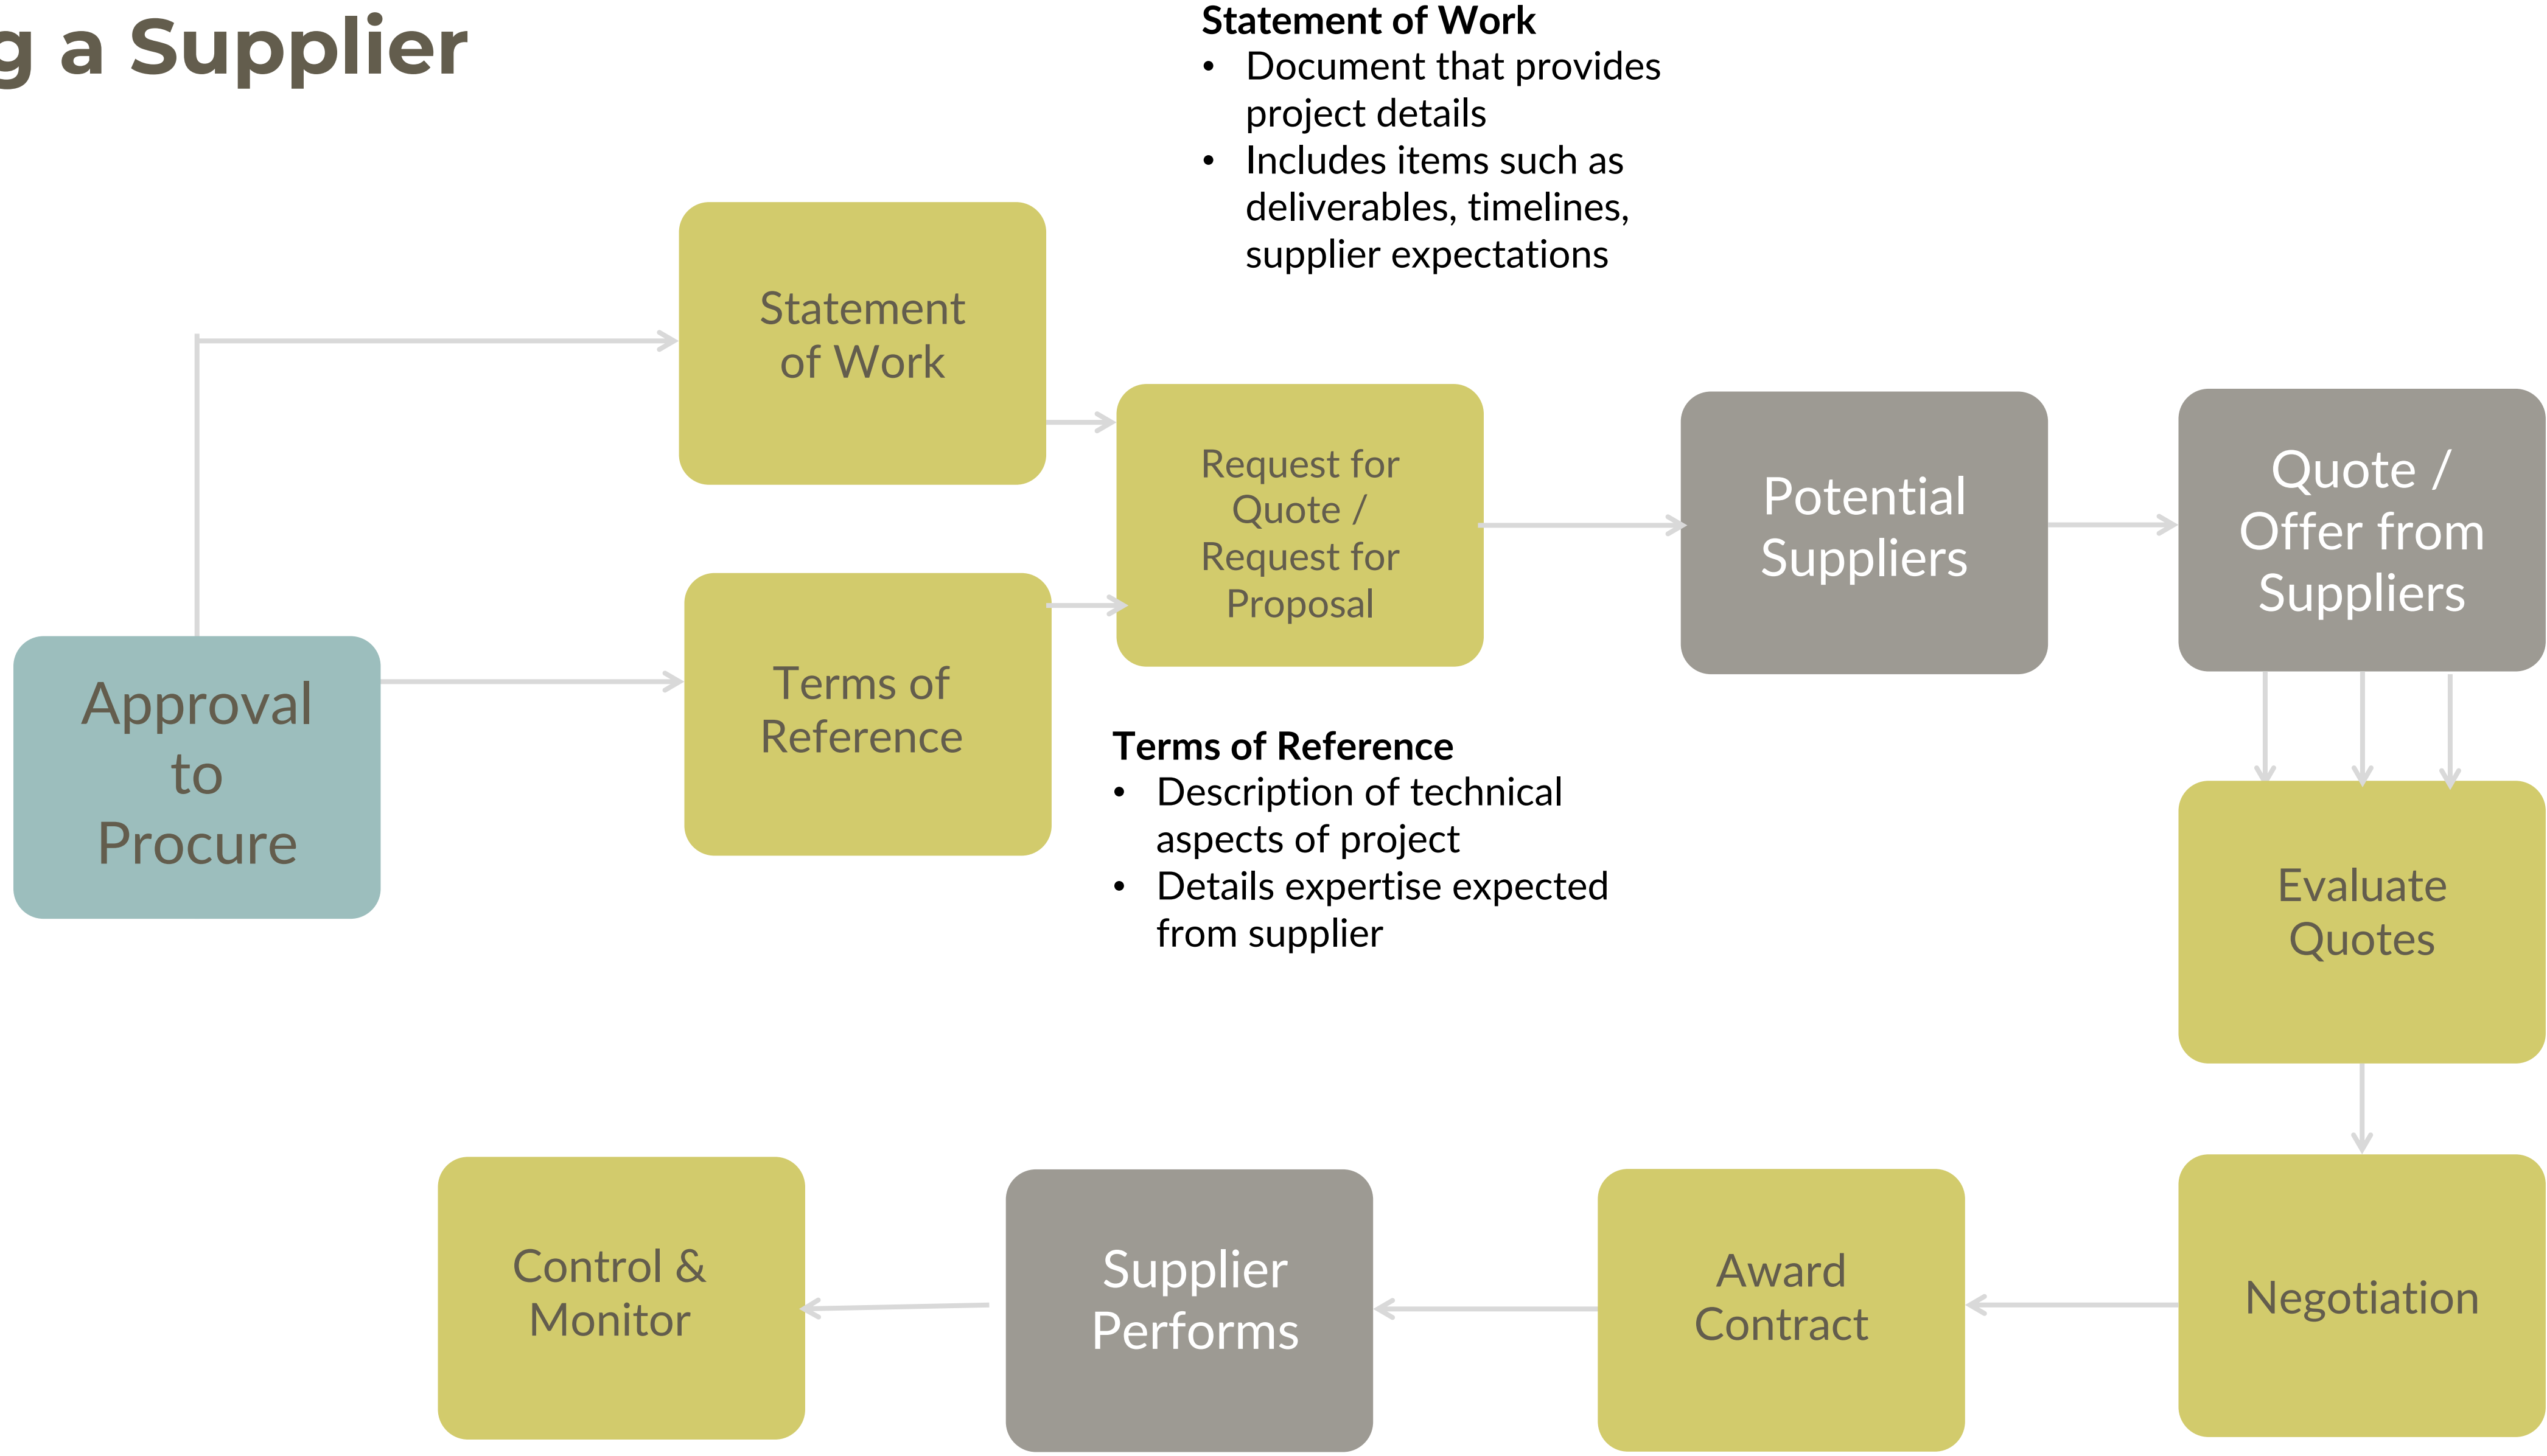 g a Supplier
Statement of Work
• Document that provides
project details
• Includes items such as
deliverables, timelines,
supplier expectations
Statement
of Work
Request for
Quote /
Request for
Proposal
Potential
Suppliers
Quote /
Offer from
Suppliers
Approval
to
Procure
Terms of
Reference
Terms of Reference
• Description of technical
aspects of project
• Details expertise expected
from supplier
Evaluate
Quotes
Control &
Monitor
Supplier
Performs
Award
Contract
Negotiation